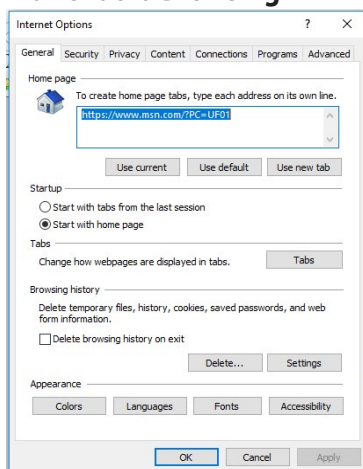 Internet Options ? ×
General Security Privacy Content Connections Programs Advanced
Home page
To create home page tabs, type each address on its own line.
https://www.msn.com/?PC=UF01
Use current Use default Use new tab
Startup
Start with tabs from the last session
Start with home page
Tabs
Change how webpages are displayed in tabs. Tabs
Browsing history
Delete temporary files, history, cookies, saved passwords, and web
form information.
Delete browsing history on exit
Delete... Settings
Appearance
Colors Languages Fonts Accessibility
OK Cancel Apply